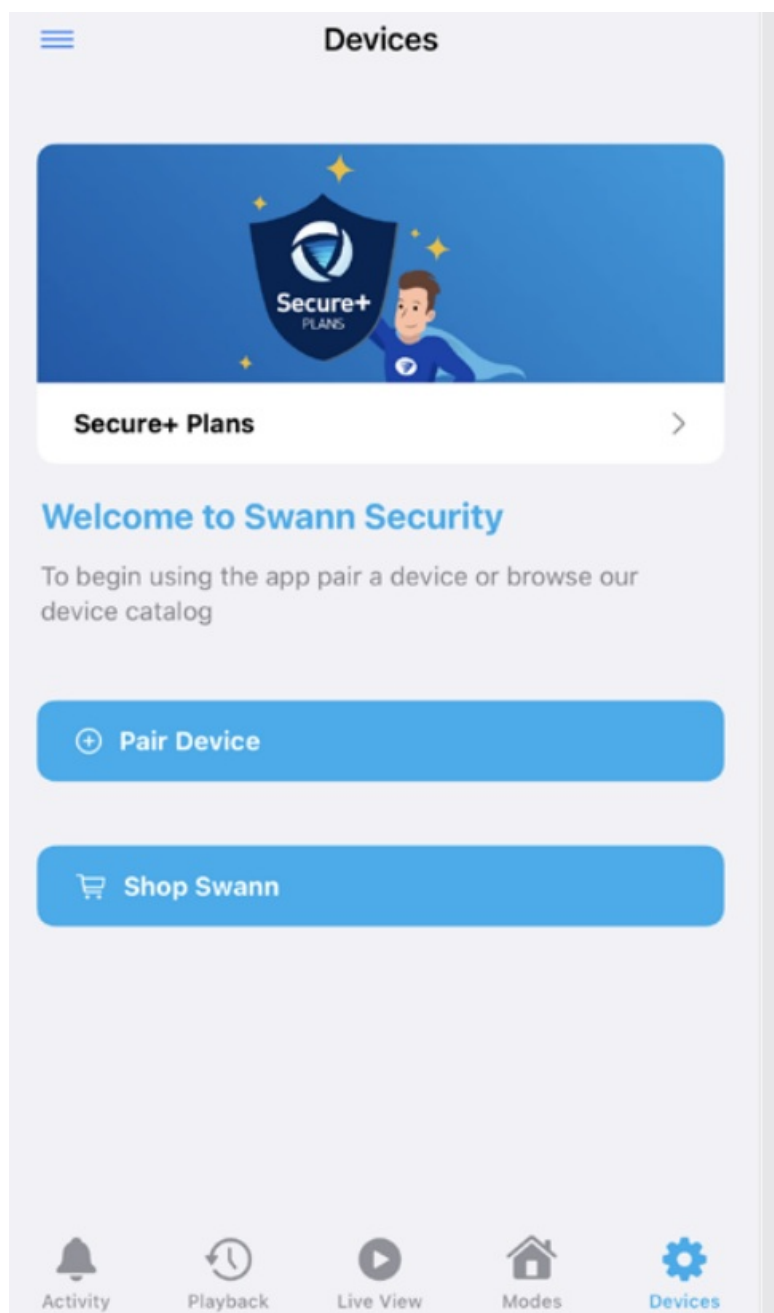 Devices
Secure+
PLANS
Secure+ Plans
Welcome to Swann Security
To begin using the app pair a device or browse our
device catalog
Pair Device
Shop Swann
Activity Playback Live View Modes Devices